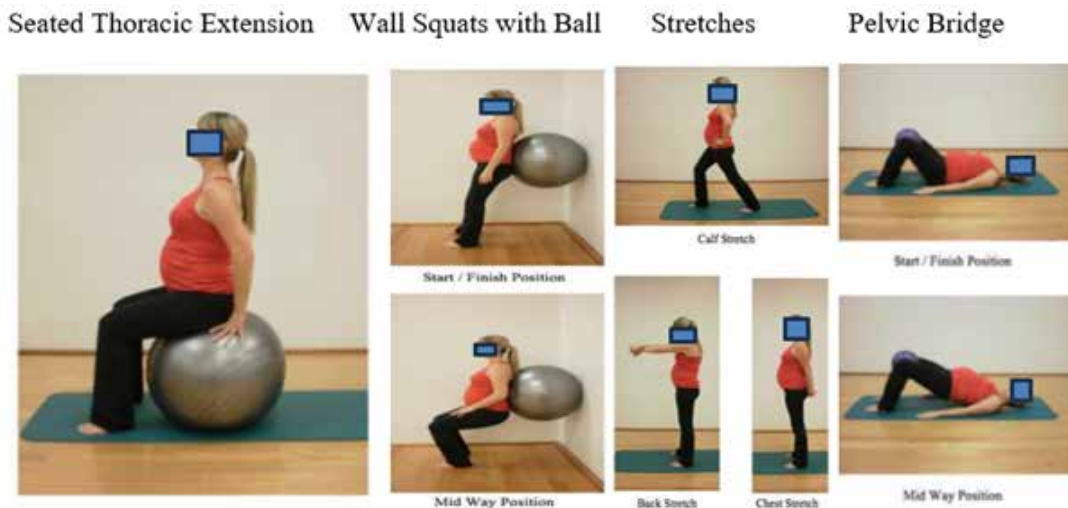 Seated Thoracic Extension
Wall Squats with Ball
Stretches
Pelvic Bridge
Start / Finish Position
Calf Stretch
Start / Finish Position
Mid Way Position
Back Stretch
Chest Stretch
Mid Way Position